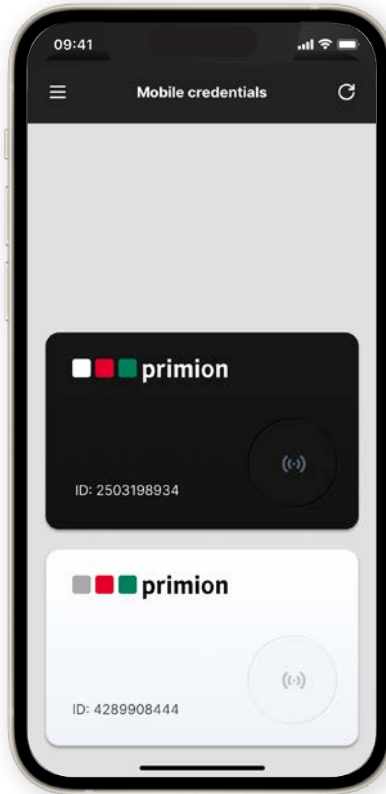 09:41
Mobile credentials
primion
ID: 2503198934
primion
ID: 4289908444